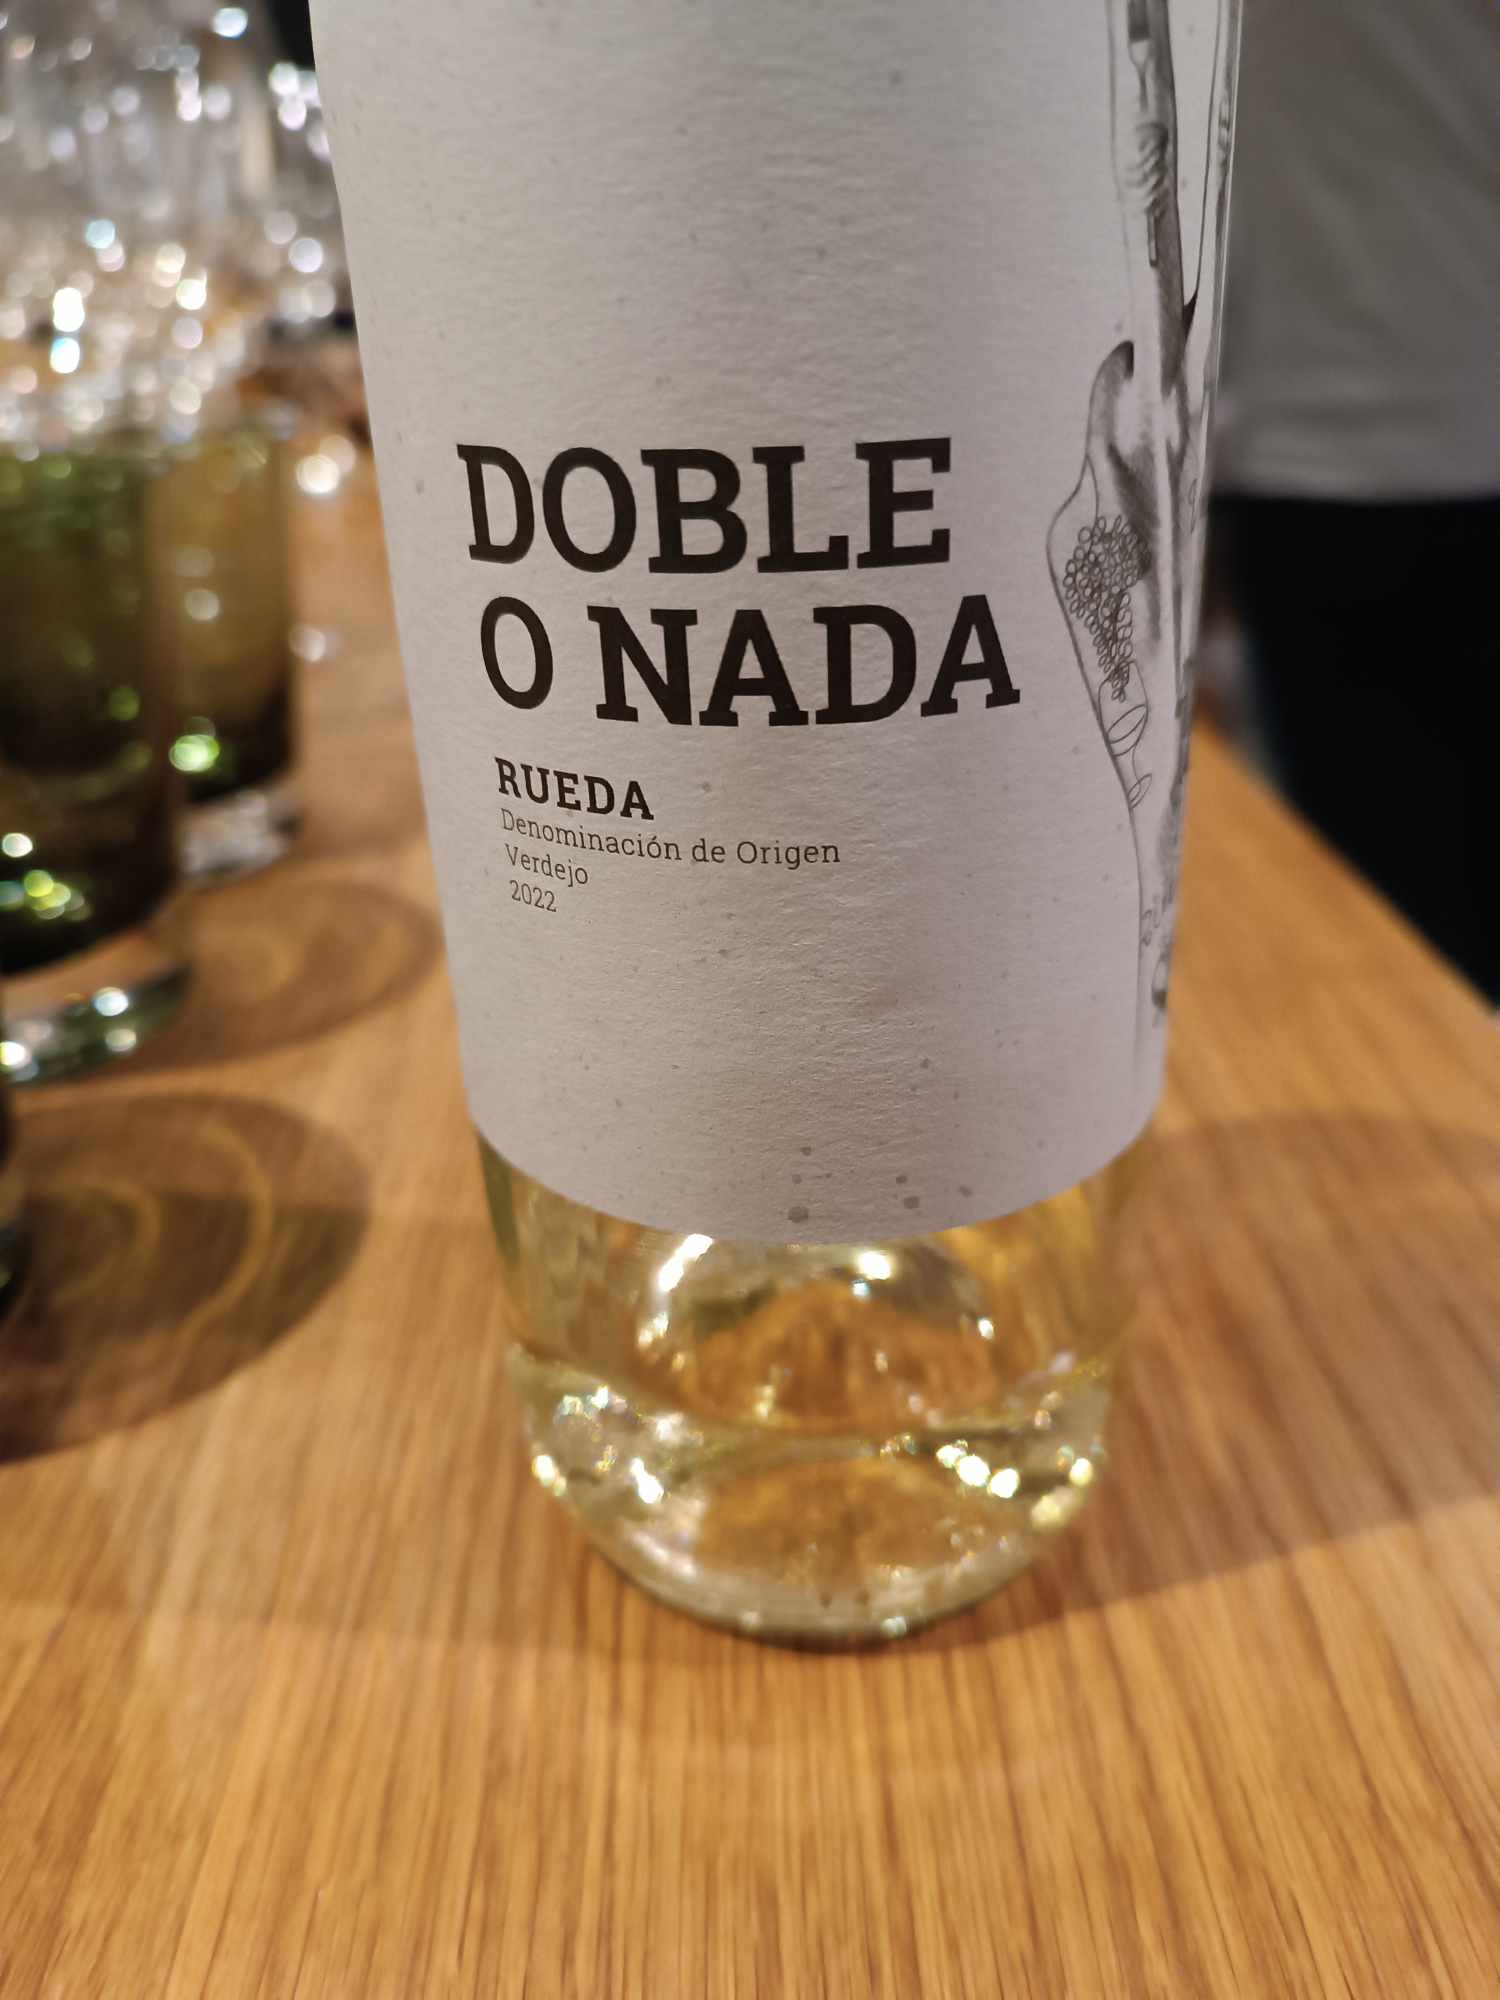 DOBLE
O NADA
RUEDA
Denominación de Origen
Verdejo
2022